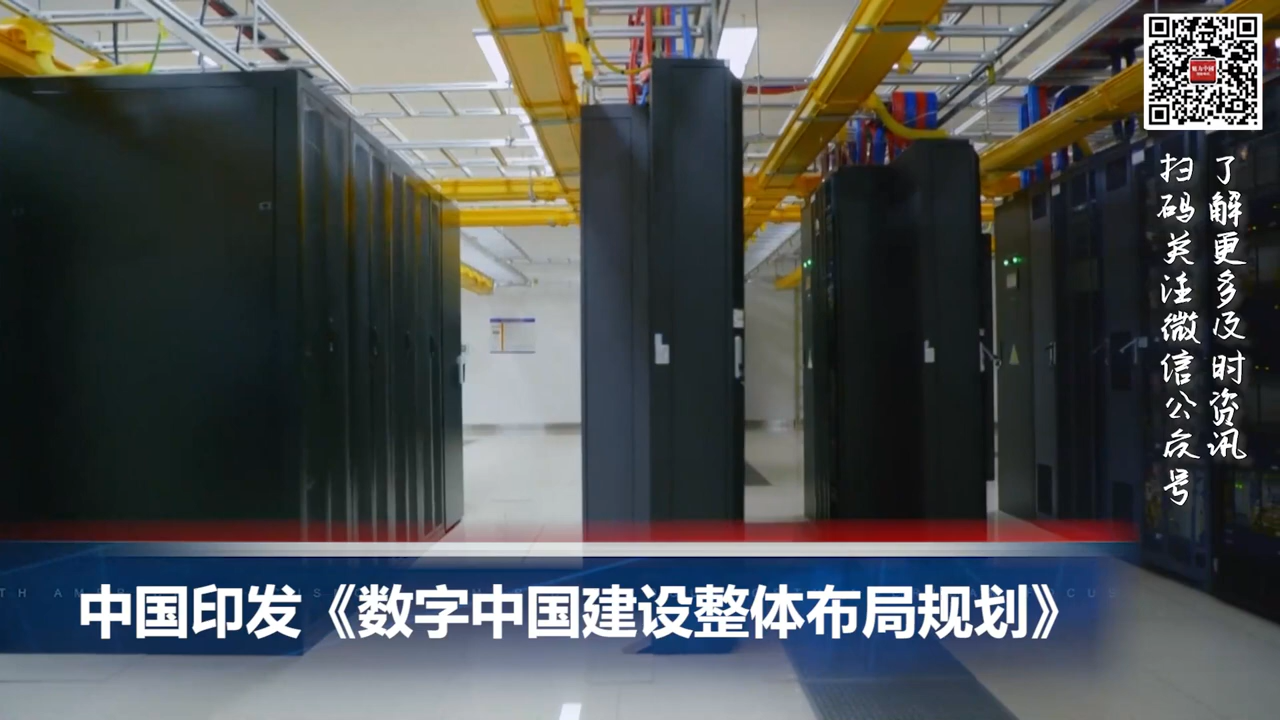 了解更多及时资讯
扫码关注微信公众号
中国印发《数字中国建设整体布局规划》